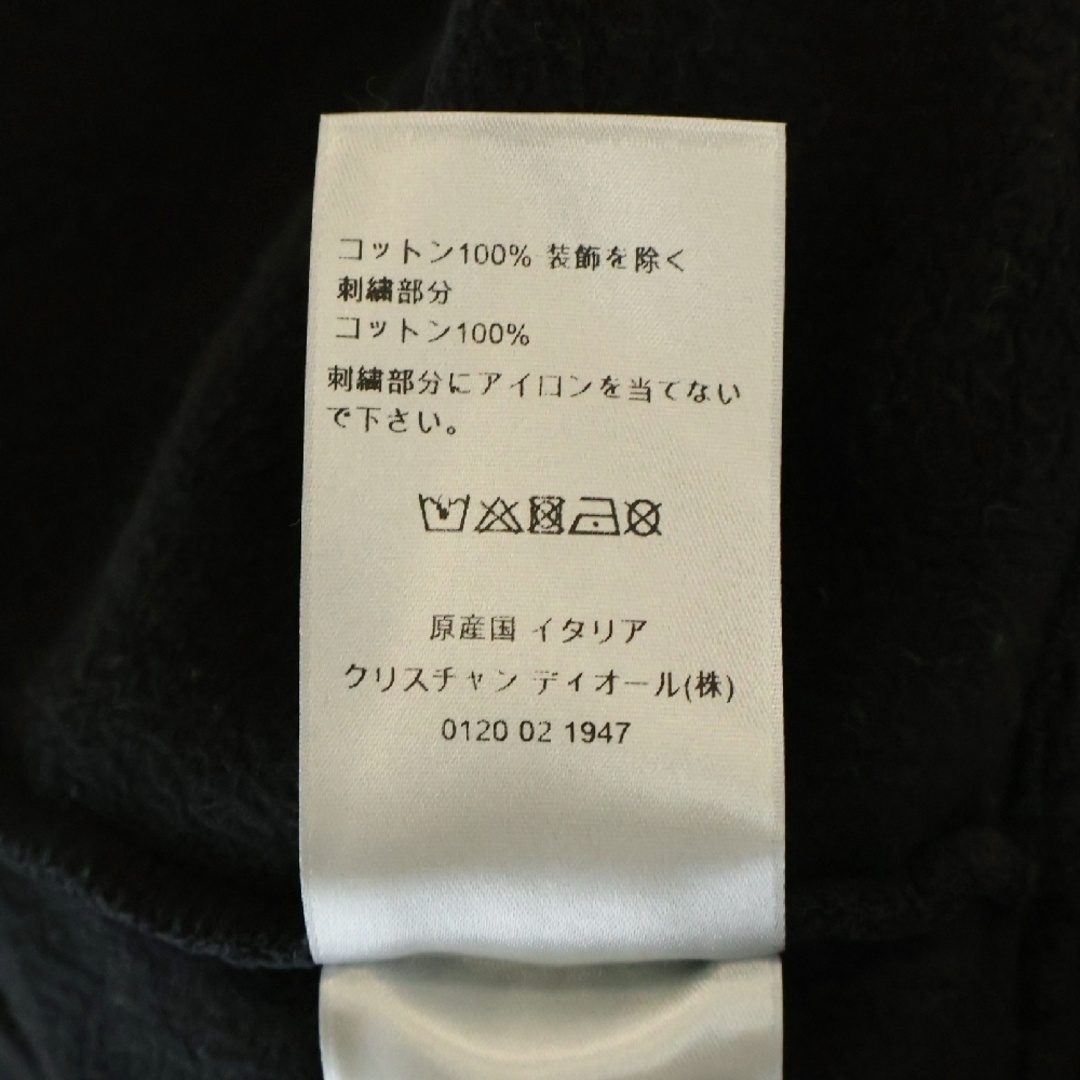 コットン100% 装飾を除く
刺繍部分
コットン100%
刺繍部分にアイロンを当てない
で下さい。
原産国 イタリア
クリスチャン ディオール(株)
0120 02 1947